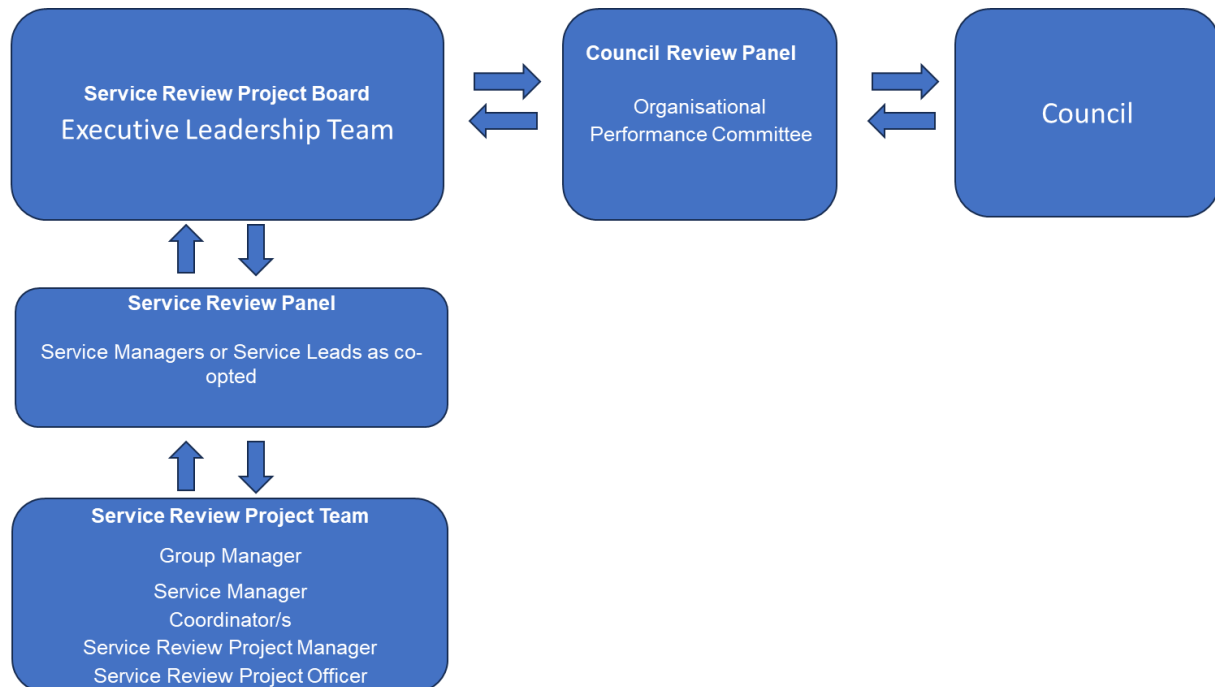 Service Review Project Board
Executive Leadership Team
Council Review Panel
Organisational
Performance Committee
Council
Service Review Panel
Service Managers or Service Leads as co-
opted
Service Review Project Team
Group Manager
Service Manager
Coordinator/s
Service Review Project Manager
Service Review Project Officer